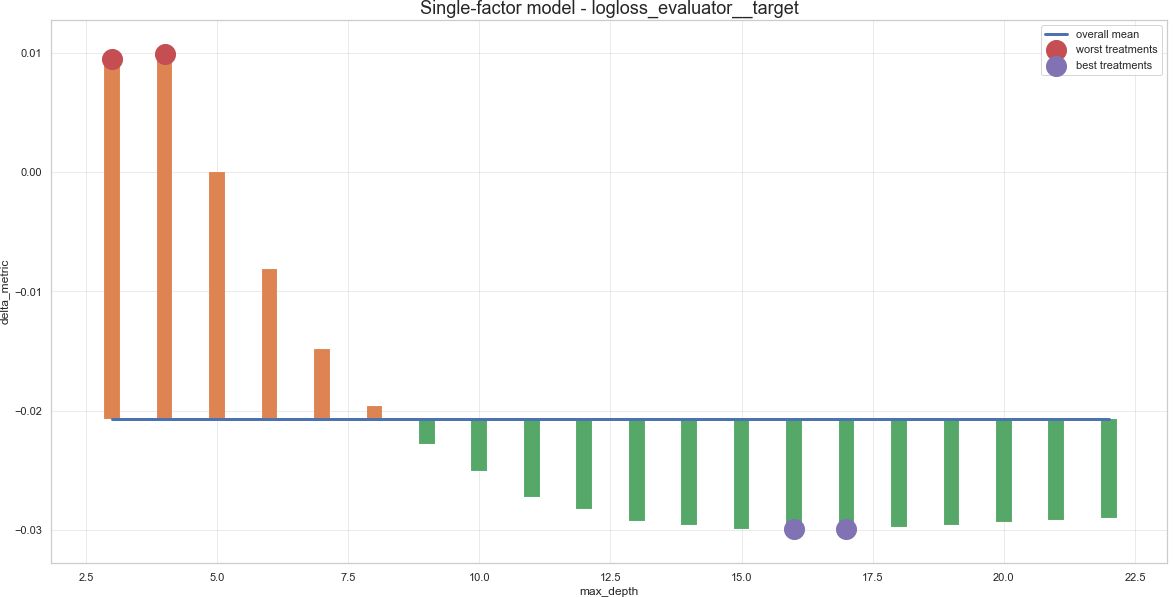 Single-factor model - logloss_evaluator__target
overall mean
worst treatments
best treatments
0.01
0.00
−0.01
−0.02
−0.03
delta_metric
2.5
5.0
7.5
10.0
12.5
15.0
17.5
20.0
22.5
max_depth